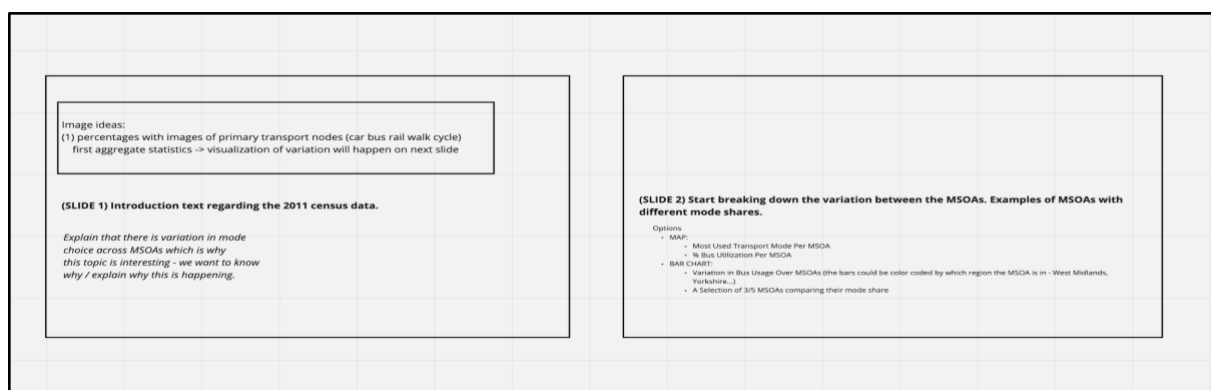 Image ideas:
(1) percentages with images of primary transport nodes (car bus rail walk cycle)
first aggregate statistics -> visualization of variation will happen on next slide
(SLIDE 1) Introduction text regarding the 2011 census data.
Explain that there is variation in mode
choice across MSOAs which is why
this topic is interesting - we want to know
why / explain why this is happening.
(SLIDE 2) Start breaking down the variation between the MSOAs. Examples of MSOAs with
different mode shares.
Options
• MAP:
• Most Used Transport Mode Per MSOA
• % Bus Utilization Per MSOA
• BAR CHART:
• Variation in Bus Usage Over MSOAs (the bars could be color coded by which region the MSOA is in - West Midlands,
Yorkshire...)
• A Selection of 3/5 MSOAs comparing their mode share